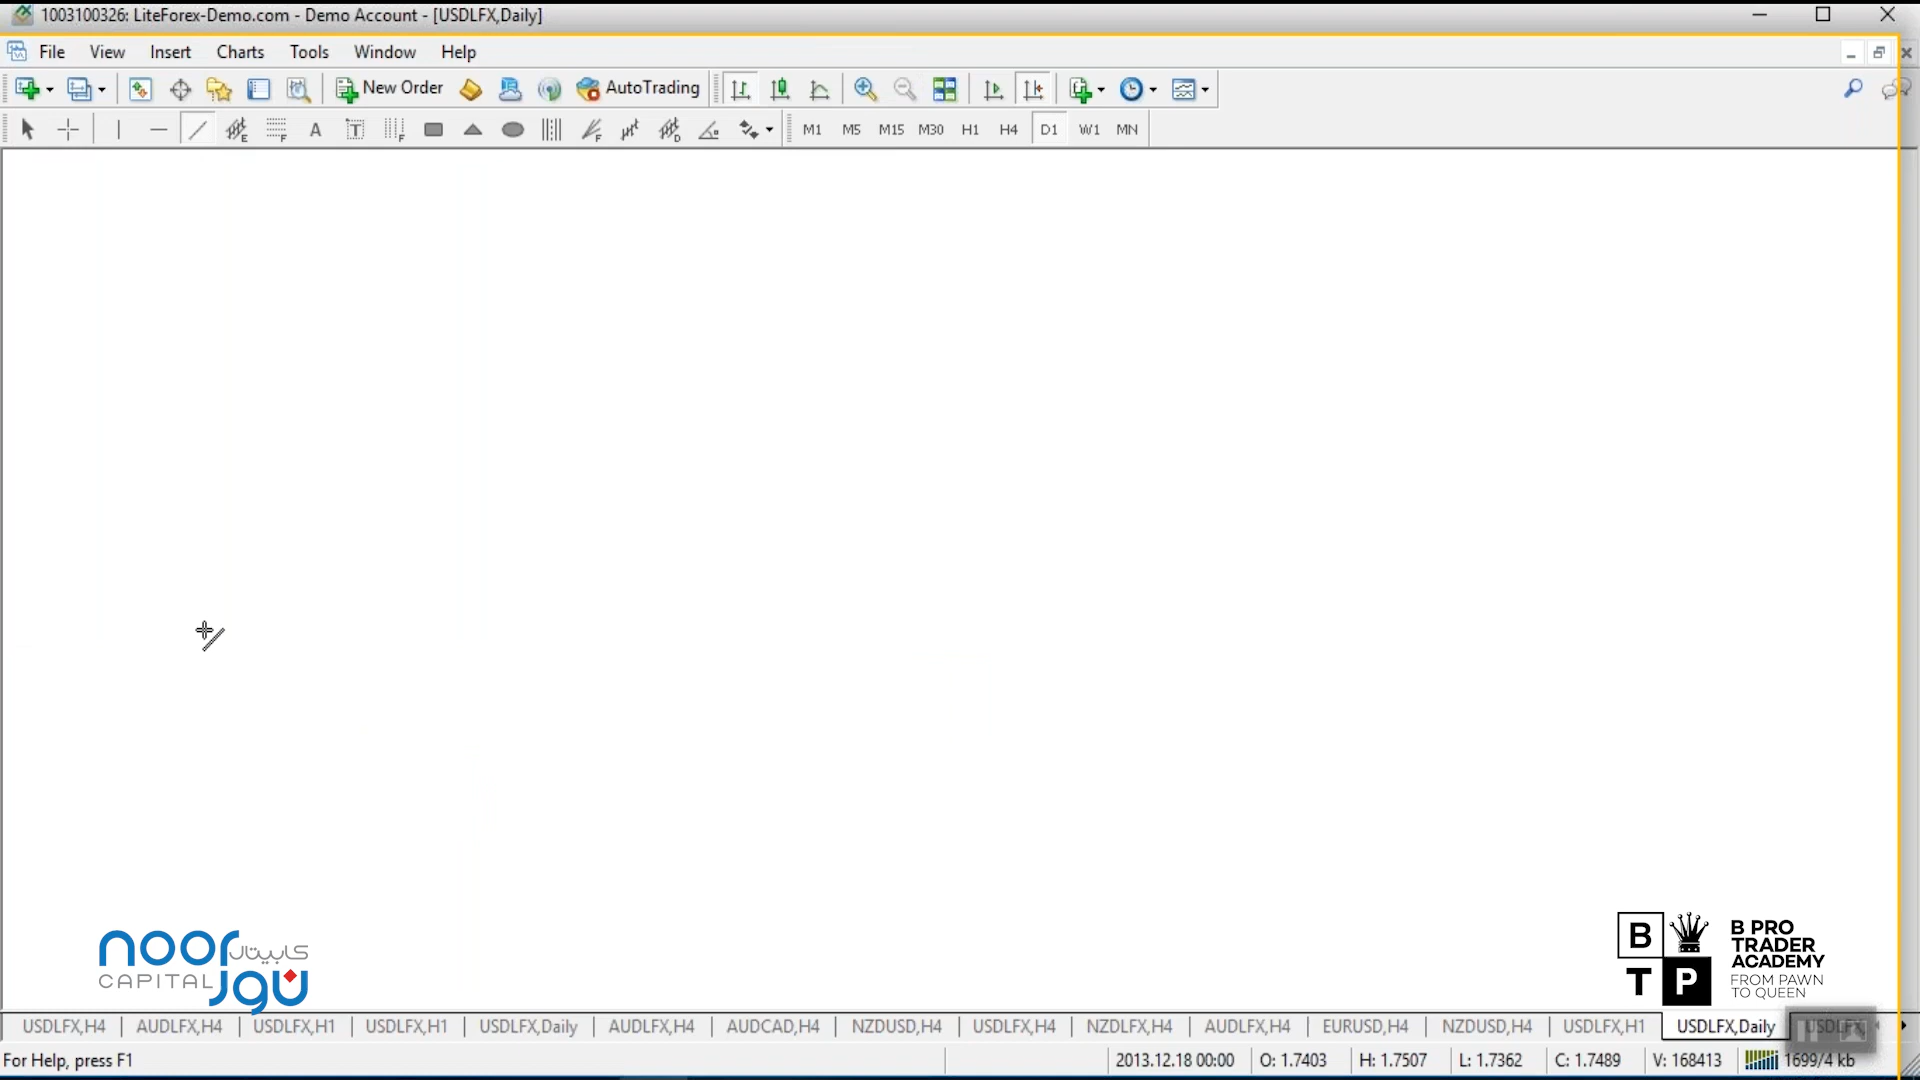 1003100326: LiteForex-Demo.com - Demo Account - [USDLFX,Daily]
File View Insert Charts Tools Window Help
New Order AutoTrading
A T M1 M5 M15 M30 H1 H4 D1 W1 MN
noor كابيتال
CAPITAL نور
B PRO
TRADER
ACADEMY
FROM PAWN
TO QUEEN
B
T P
USDLFX,H4 | AUDLFX,H4 | USDLFX,H1 | USDLFX,H1 | USDLFX,Daily | AUDLFX,H4 | AUDCAD,H4 | NZDUSD,H4 | USDLFX,H4 | NZDLFX,H4 | AUDLFX,H4 | EURUSD,H4 | NZDUSD,H4 | USDLFX,H1 | USDLFX,Daily
For Help, press F1 2013.12.18 00:00 O: 1.7403 H: 1.7507 L: 1.7362 C: 1.7489 V: 168413 1699/4 kb